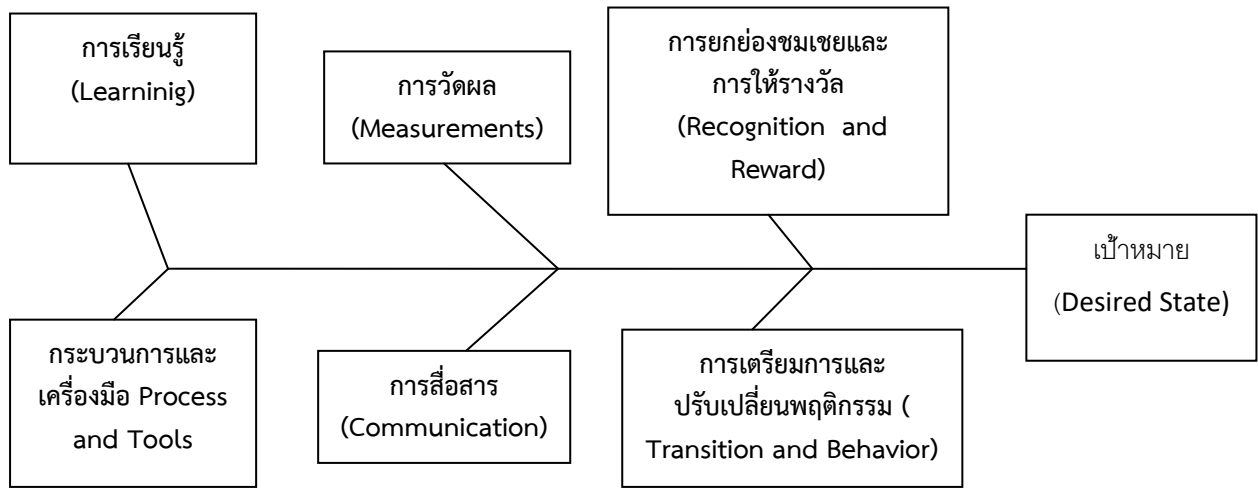 การเรียนรู้
(Learninig)
การวัดผล
(Measurements)
การยกย่องชมเชยและ
การให้รางวัล
(Recognition and
Reward)
เป้าหมาย
(Desired State)
กระบวนการและ
เครื่องมือ Process
and Tools
การสื่อสาร
(Communication)
การเตรียมการและ
ปรับเปลี่ยนพฤติกรรม (
Transition and Behavior)